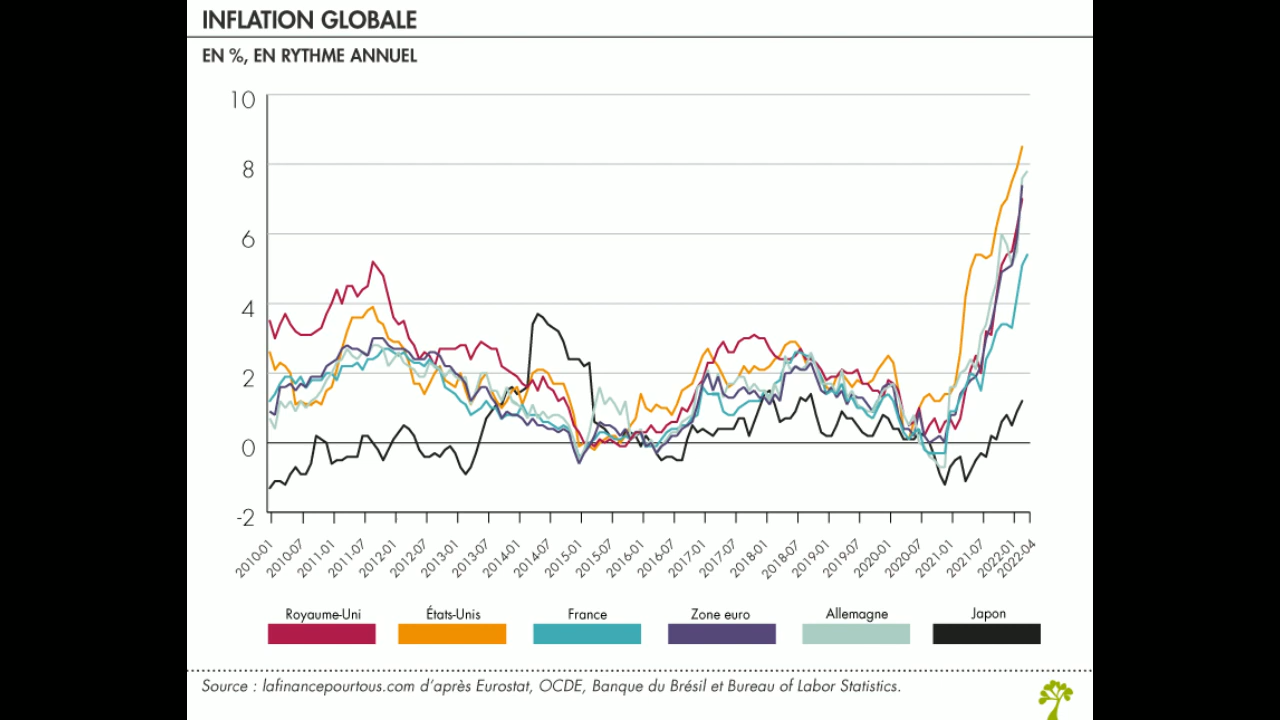 INFLATION GLOBALE
EN %, EN RYTHME ANNUEL
10
8
6
4
2
0
-2
2010-01 2010-07 2011-01 2011-07 2012-01 2012-07 2013-01 2013-07 2014-01 2014-07 2015-01 2015-07 2016-01 2016-07 2017-01 2017-07 2018-01 2018-07 2019-01 2019-07 2020-01 2020-07 2021-01 2021-07 2022-01 2022-04
Royaume-Uni États-Unis France Zone euro Allemagne Japon
Source : lafinancepourtous.com d'après Eurostat, OCDE, Banque du Brésil et Bureau of Labor Statistics.